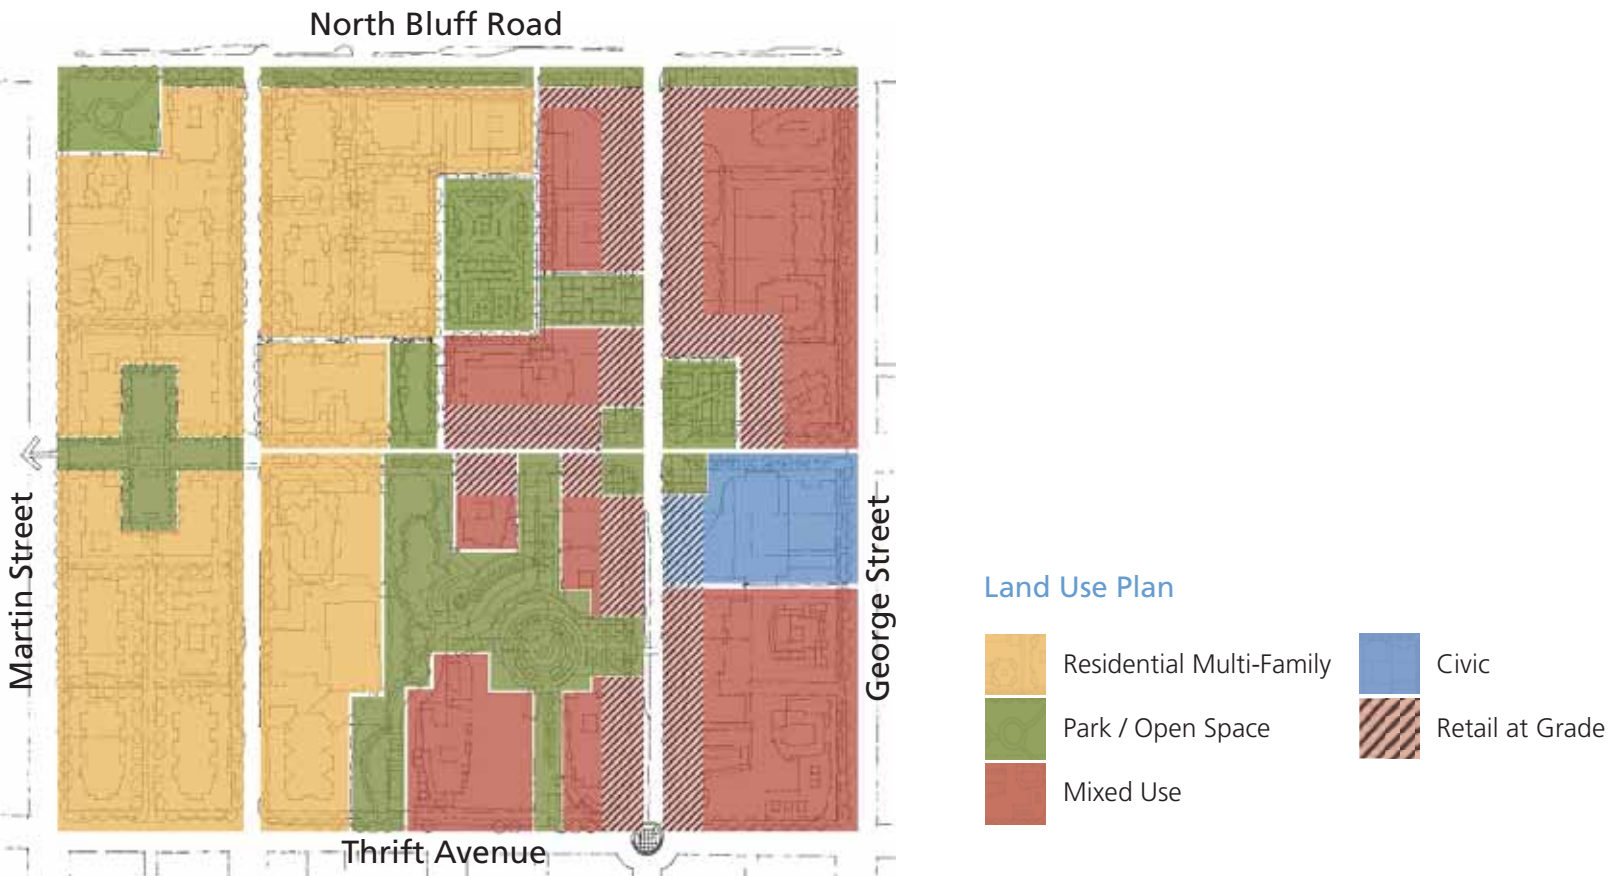 North Bluff Road
Martin Street
George Street
Thrift Avenue
Land Use Plan
Residential Multi-Family
Park / Open Space
Mixed Use
Civic
Retail at Grade